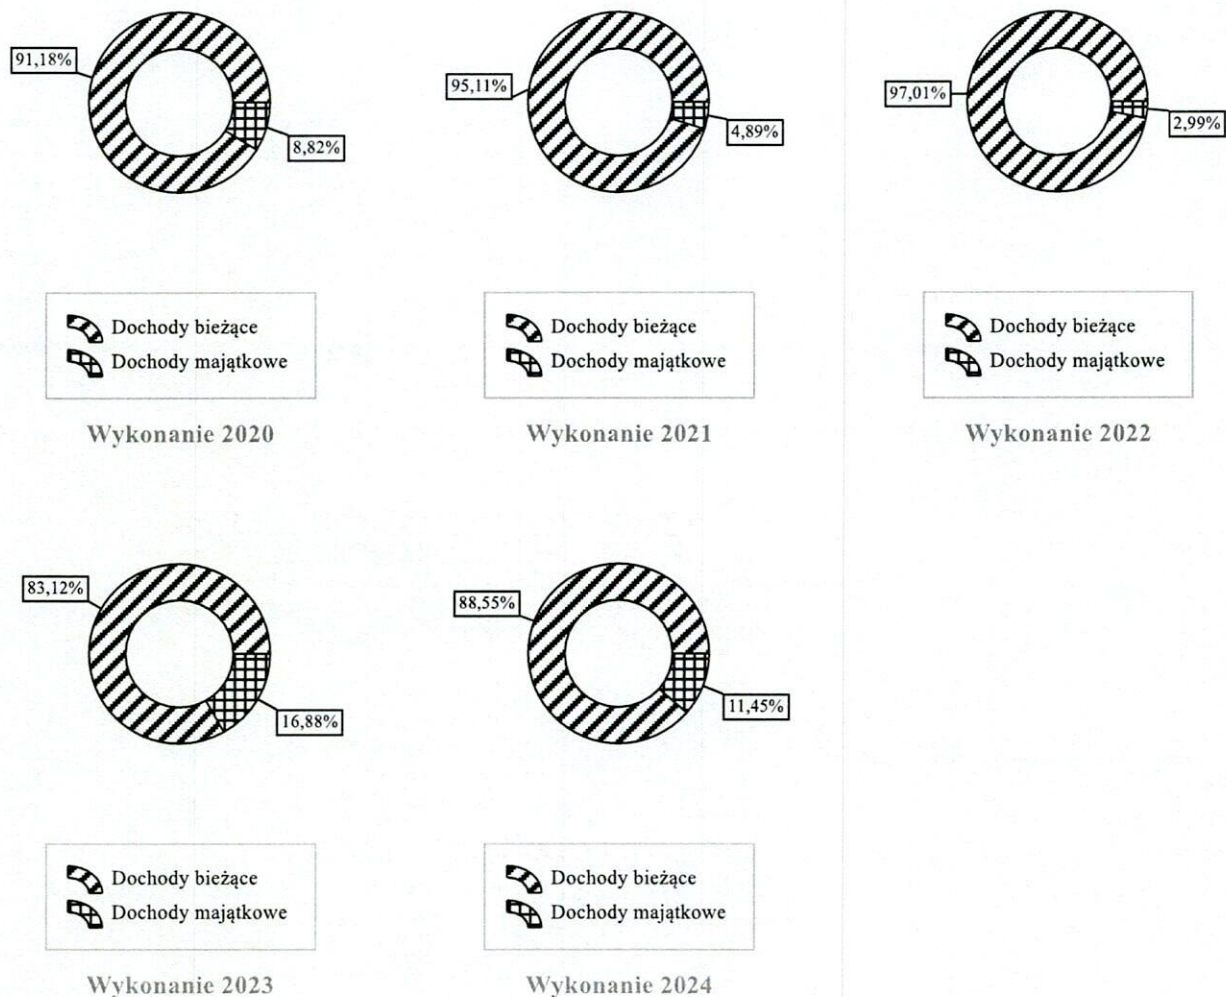 91,18%
8,82%
Dochody bieżące
Dochody majątkowe
Wykonanie 2020
95,11%
4,89%
Dochody bieżące
Dochody majątkowe
Wykonanie 2021
97,01%
2,99%
Dochody bieżące
Dochody majątkowe
Wykonanie 2022
83,12%
16,88%
Dochody bieżące
Dochody majątkowe
Wykonanie 2023
88,55%
11,45%
Dochody bieżące
Dochody majątkowe
Wykonanie 2024